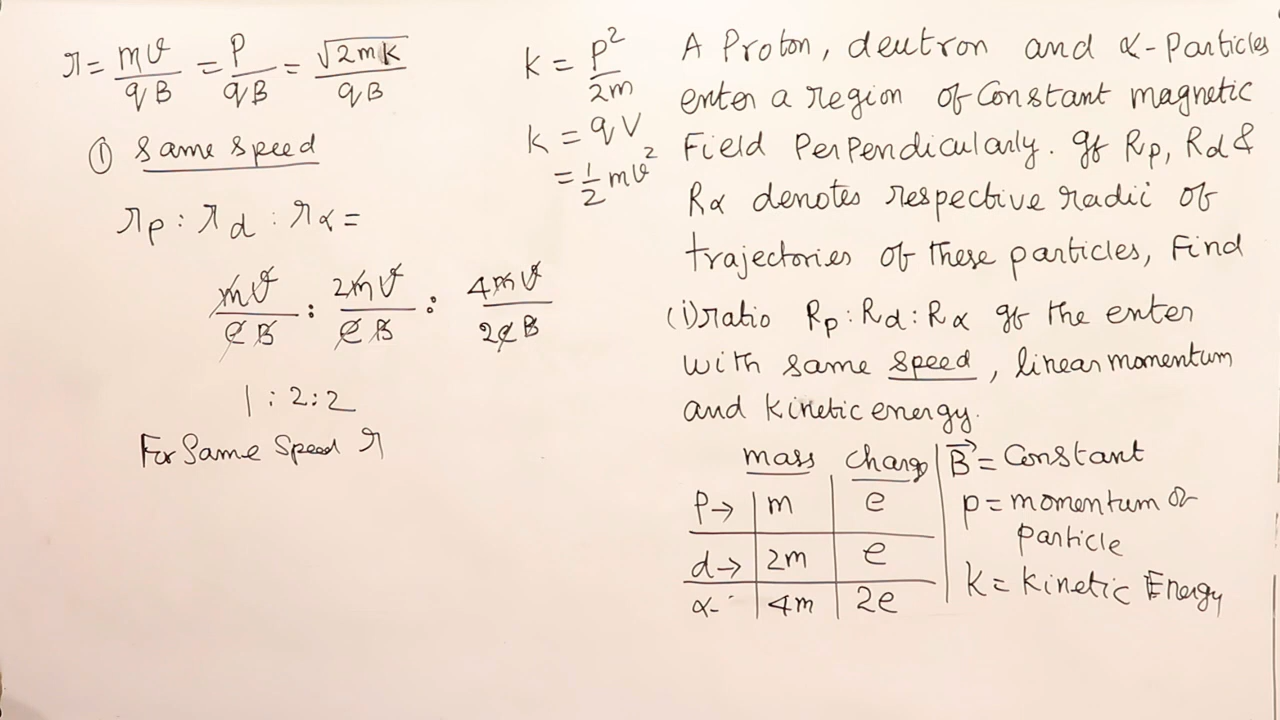 r = mv/qB = P/qB = √2mk/qB
① Same speed
rp : rd : rα =
mv/eB : 2mv/eB : 4mv/2eB
1 : 2 : 2
For Same Speed r
k = P²/2m
k = qV
= 1/2 mv²
A Proton, deutron and α-Particles
enter a region of Constant magnetic
Field Perpendicularly. If Rp, Rd &
Rα denotes respective radii of
trajectories of these particles, Find
(i) ratio Rp : Rd : Rα If the enter
with same speed, linear momentum
and kinetic energy.
mass charge
P→ m e
d→ 2m e
α- 4m 2e
B⃗ = Constant
p = momentum of
particle
K = Kinetic Energy